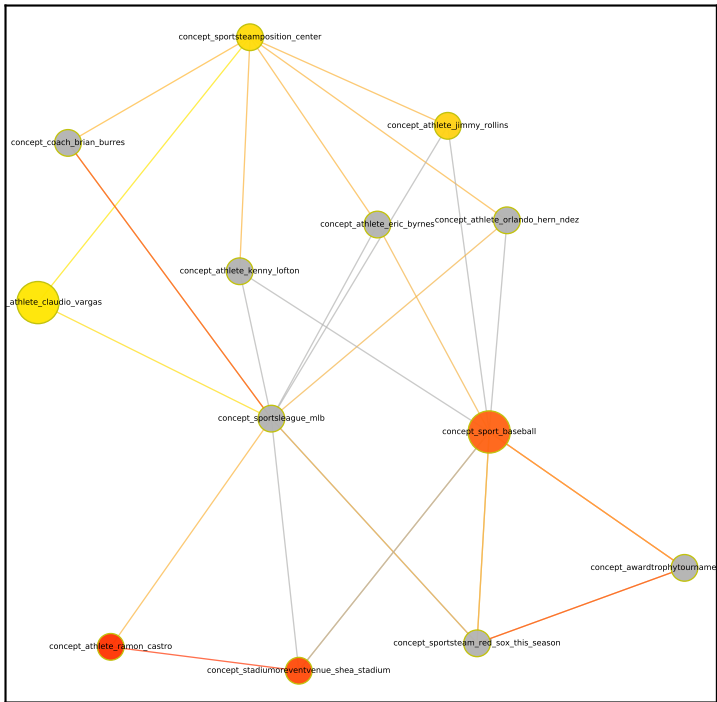 concept_sportsteamposition_center
concept_athlete_jimmy_rollins
concept_coach_brian_burres
concept_athlete_orlando_hern_ndez
concept_athlete_eric_byrnes
concept_athlete_kenny_lofton
_athlete_claudio_vargas
concept_sportsleague_mlb
concept_sport_baseball
concept_awardtrophytourname
concept_sportsteam_red_sox_this_season
concept_athlete_ramon_castro
concept_stadiumoreventvenue_shea_stadium